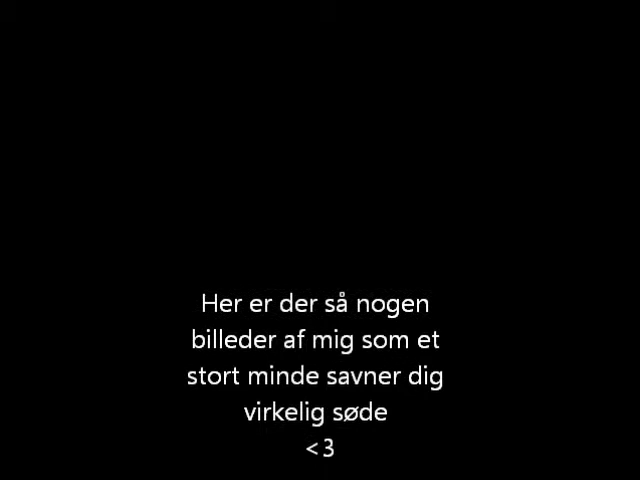 Her er der så nogen
billeder af mig som et
stort minde savner dig
virkelig søde
<3